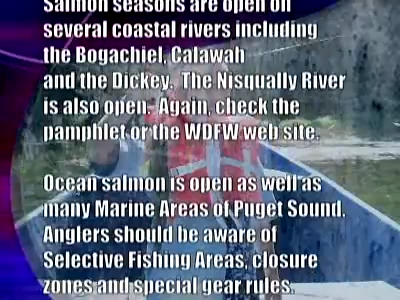 Salmon seasons are open on
several coastal rivers including
the Bogachiel, Calawah
and the Dickey.  The Nisqually River
is also open.  Again, check the
pamphlet or the WDFW web site.
Ocean salmon is open as well as
many Marine Areas of Puget Sound.
Anglers should be aware of
Selective Fishing Areas, closure
zones and special gear rules.